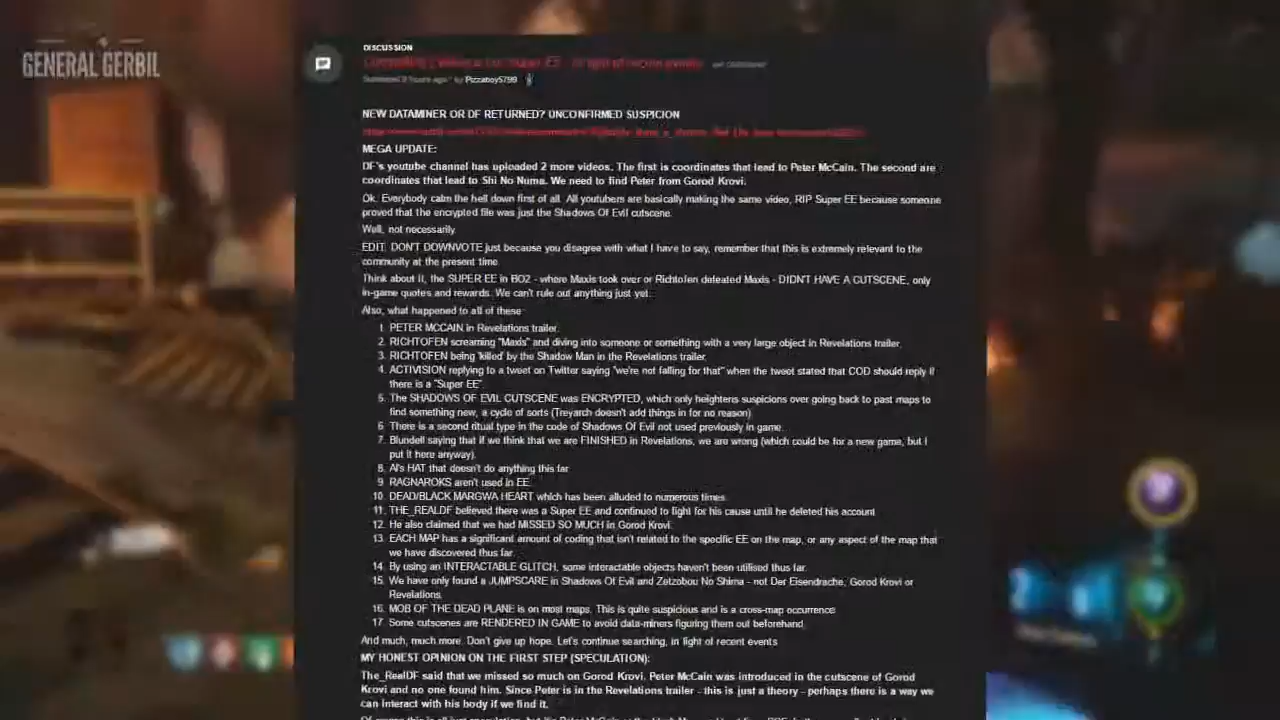 GENERAL GERBIL
DISCUSSION
Submitted 8 hours ago * by Pizzaboy5799
NEW DATAMINER OR DF RETURNED? UNCONFIRMED SUSPICION
MEGA UPDATE:
DF's youtube channel has uploaded 2 more videos. The first is coordinates that lead to Peter McCain. The second are
coordinates that lead to Shi No Numa. We need to find Peter from Gorod Krovi.
Ok. Everybody calm the hell down first of all. All youtubers are basically making the same video, RIP Super EE because someone
proved that the encrypted file was just the Shadows Of Evil cutscene.
Well, not necessarily.
EDIT: DON'T DOWNVOTE just because you disagree with what I have to say, remember that this is extremely relevant to the
community at the present time.
Think about it, the SUPER EE in BO2 - where Maxis took over or Richtofen defeated Maxis - DIDN'T HAVE A CUTSCENE, only
in-game quotes and rewards. We can't rule out anything just yet.
Also, what happened to all of these:
1. PETER MCCAIN in Revelations trailer.
2. RICHTOFEN screaming "Maxis" and diving into someone or something with a very large object in Revelations trailer.
3. RICHTOFEN being 'killed' by the Shadow Man in the Revelations trailer.
4. ACTIVISION replying to a tweet on Twitter saying "we're not falling for that" when the tweet stated that COD should reply if
there is a "Super EE".
5. The SHADOWS OF EVIL CUTSCENE was ENCRYPTED, which only heightens suspicions over going back to past maps to
find something new, a cycle of sorts (Treyarch doesn't add things in for no reason).
6. There is a second ritual type in the code of Shadows Of Evil not used previously in game.
7. Blundell saying that if we think that we are FINISHED in Revelations, we are wrong (which could be for a new game, but I
put it here anyway).
8. Al's HAT that doesn't do anything this far
9. RAGNAROKS aren't used in EE.
10. DEAD/BLACK MARGWA HEART which has been alluded to numerous times.
11. THE_REALDF believed there was a Super EE and continued to fight for his cause until he deleted his account.
12. He also claimed that we had MISSED SO MUCH in Gorod Krovi.
13. EACH MAP has a significant amount of coding that isn't related to the specific EE on the map, or any aspect of the map that
we have discovered thus far.
14. By using an INTERACTABLE GLITCH, some interactable objects haven't been utilised thus far.
15. We have only found a JUMPSCARE in Shadows Of Evil and Zetzobou No Shima - not Der Eisendrache, Gorod Krovi or
Revelations.
16. MOB OF THE DEAD PLANE is on most maps. This is quite suspicious and is a cross-map occurrence.
17. Some cutscenes are RENDERED IN GAME to avoid data-miners figuring them out beforehand.
And much, much more. Don't give up hope. Let's continue searching, in light of recent events
MY HONEST OPINION ON THE FIRST STEP (SPECULATION):
The_RealDF said that we missed so much on Gorod Krovi. Peter McCain was introduced in the cutscene of Gorod
Krovi and no one found him. Since Peter is in the Revelations trailer - this is just a theory - perhaps there is a way we
can interact with his body if we find it.